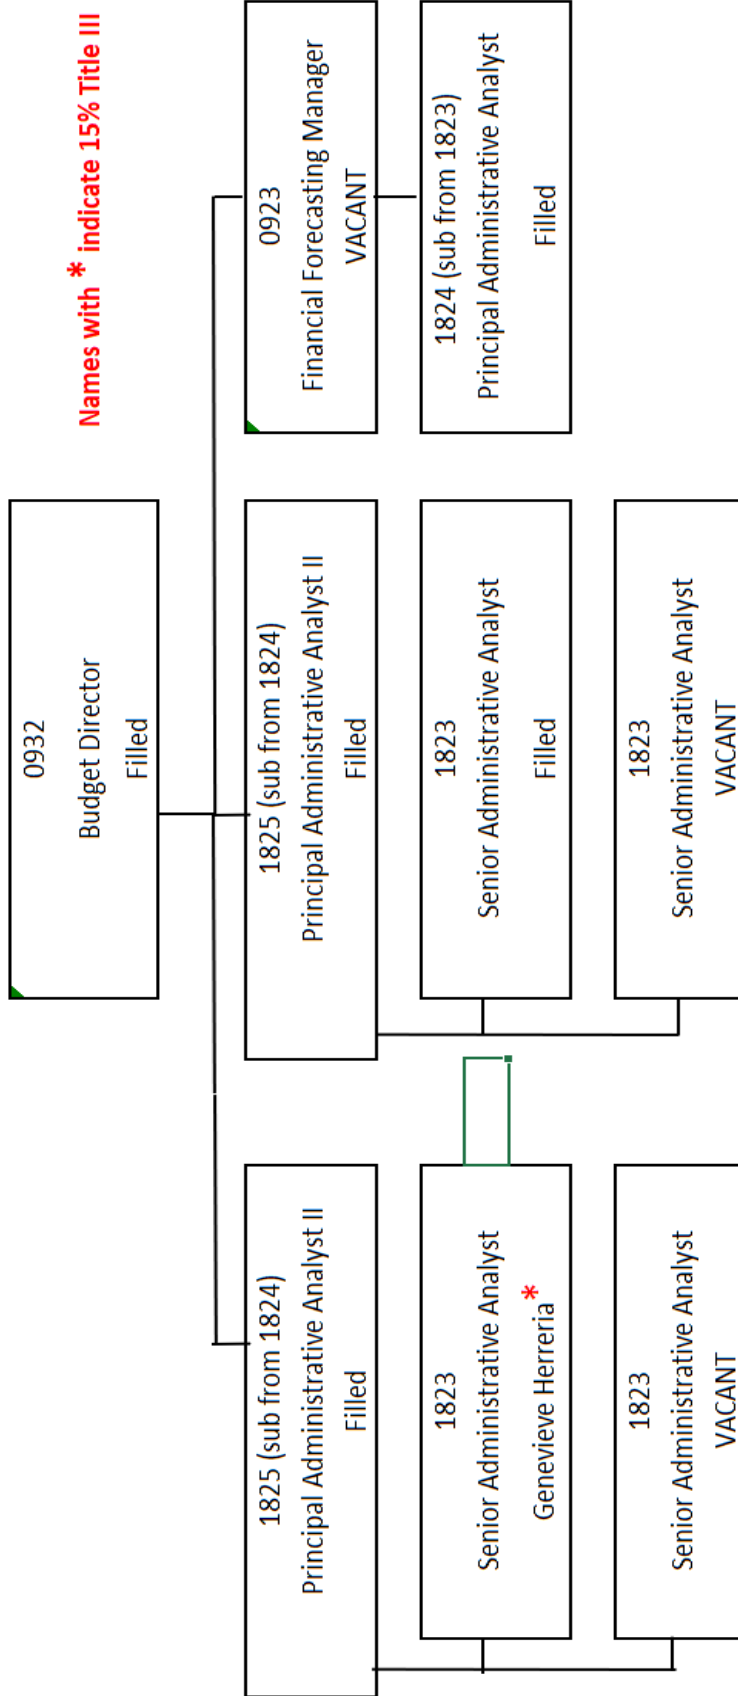 Names with * indicate 15% Title III
0932
Budget Director
Filled
1825 (sub from 1824)
Principal Administrative Analyst II
Filled
1825 (sub from 1824)
Principal Administrative Analyst II
Filled
0923
Financial Forecasting Manager
VACANT
1823
Senior Administrative Analyst
Genevieve Herreria*
1823
Senior Administrative Analyst
Filled
1824 (sub from 1823)
Principal Administrative Analyst
Filled
1823
Senior Administrative Analyst
VACANT
1823
Senior Administrative Analyst
VACANT